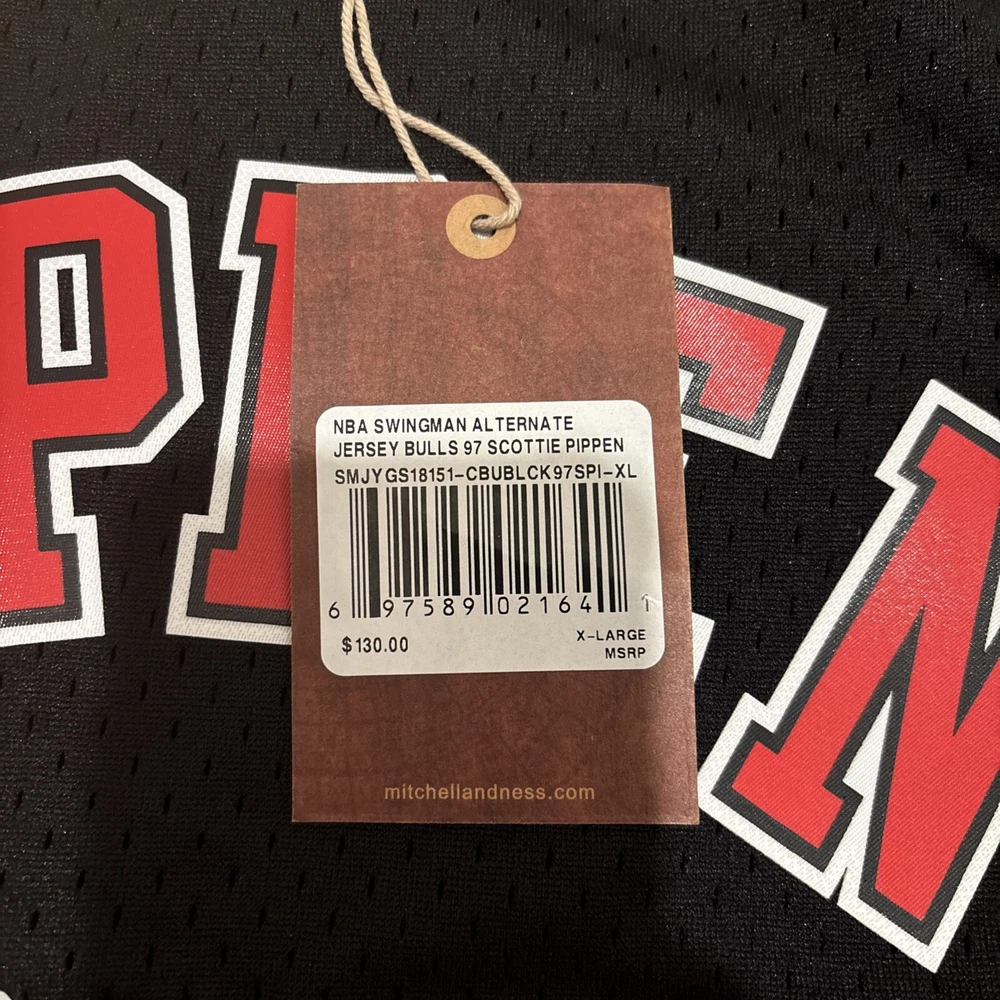 PPEN
NBA SWINGMAN ALTERNATE
JERSEY BULLS 97 SCOTTIE PIPPEN
SMJYGS18151-CBUBLCK97SPI-XL
6 97589 02164 1
$130.00
X-LARGE
MSRP
mitchellandness.com